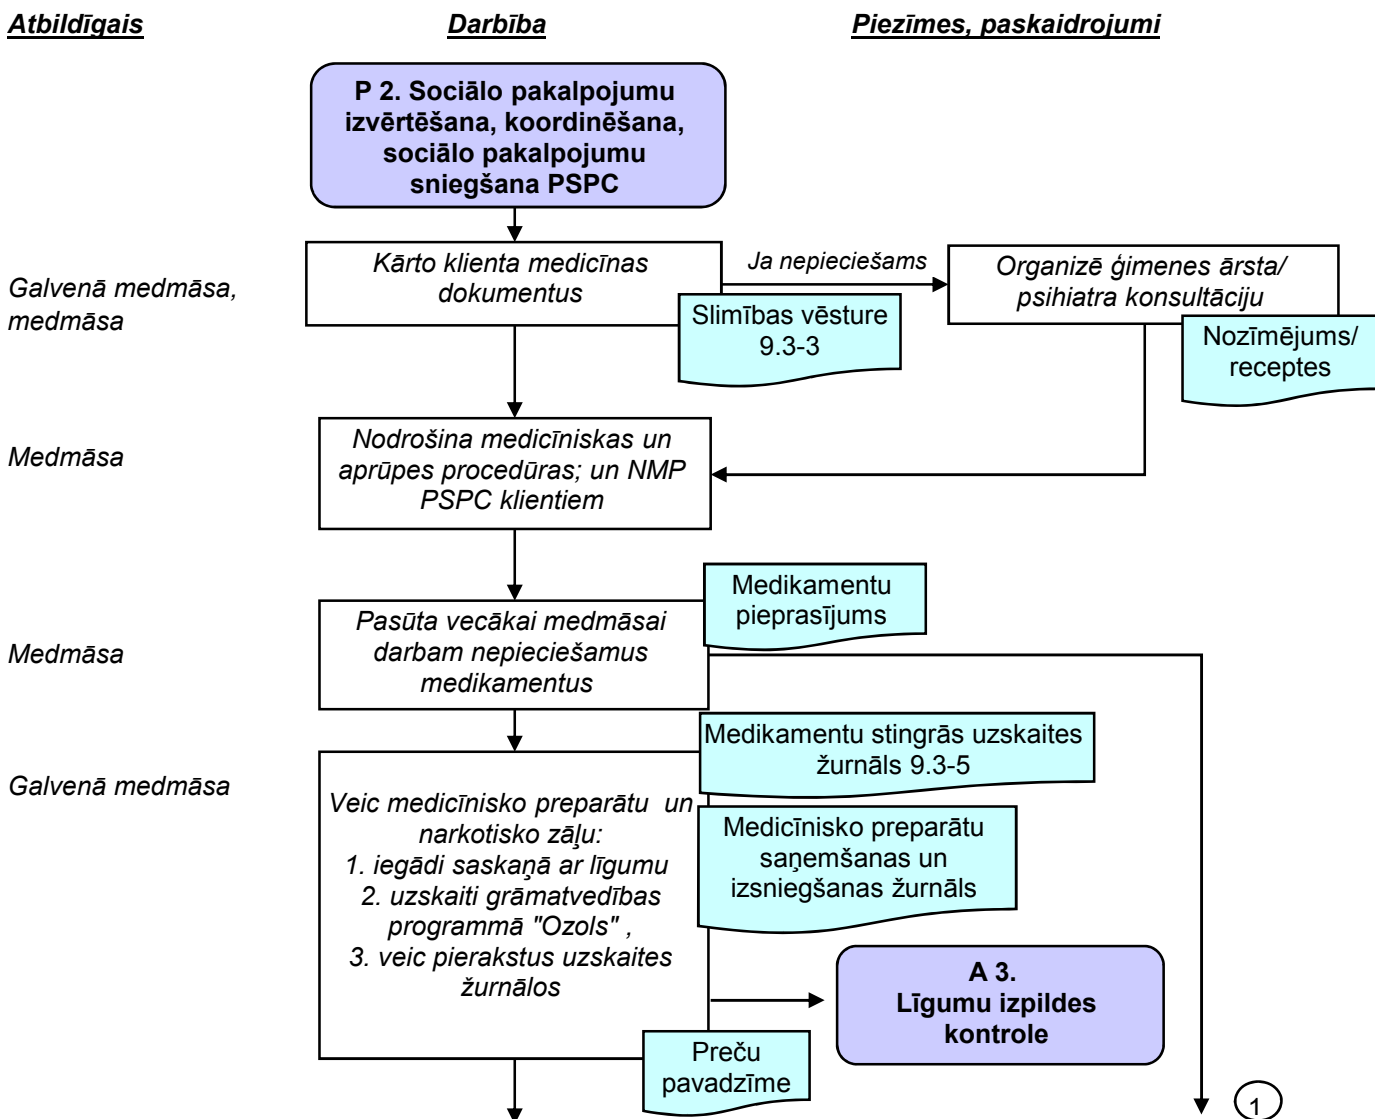 Atbildīgais
Darbība
Piezīmes, paskaidrojumi
P 2. Sociālo pakalpojumu
izvērtēšana, koordinēšana,
sociālo pakalpojumu
sniegšana PSPC
Galvenā medmāsa,
medmāsa
Kārto klienta medicīnas
dokumentus
Ja nepieciešams
Organizē ģimenes ārsta/
psihiatra konsultāciju
Slimības vēsture
9.3-3
Nozīmējums/
receptes
Medmāsa
Nodrošina medicīniskas un
aprūpes procedūras; un NMP
PSPC klientiem
Medikamentu
pieprasījums
Medmāsa
Pasūta vecākai medmāsai
darbam nepieciešamus
medikamentus
Medikamentu stingrās uzskaites
žurnāls 9.3-5
Galvenā medmāsa
Veic medicīnisko preparātu un
narkotisko zāļu:
1. iegādi saskaņā ar līgumu
2. uzskaiti grāmatvedības
programmā "Ozols" ,
3. veic pierakstus uzskaites
žurnālos
Medicīnisko preparātu
saņemšanas un
izsniegšanas žurnāls
A 3.
Līgumu izpildes
kontrole
Preču
pavadzīme
1